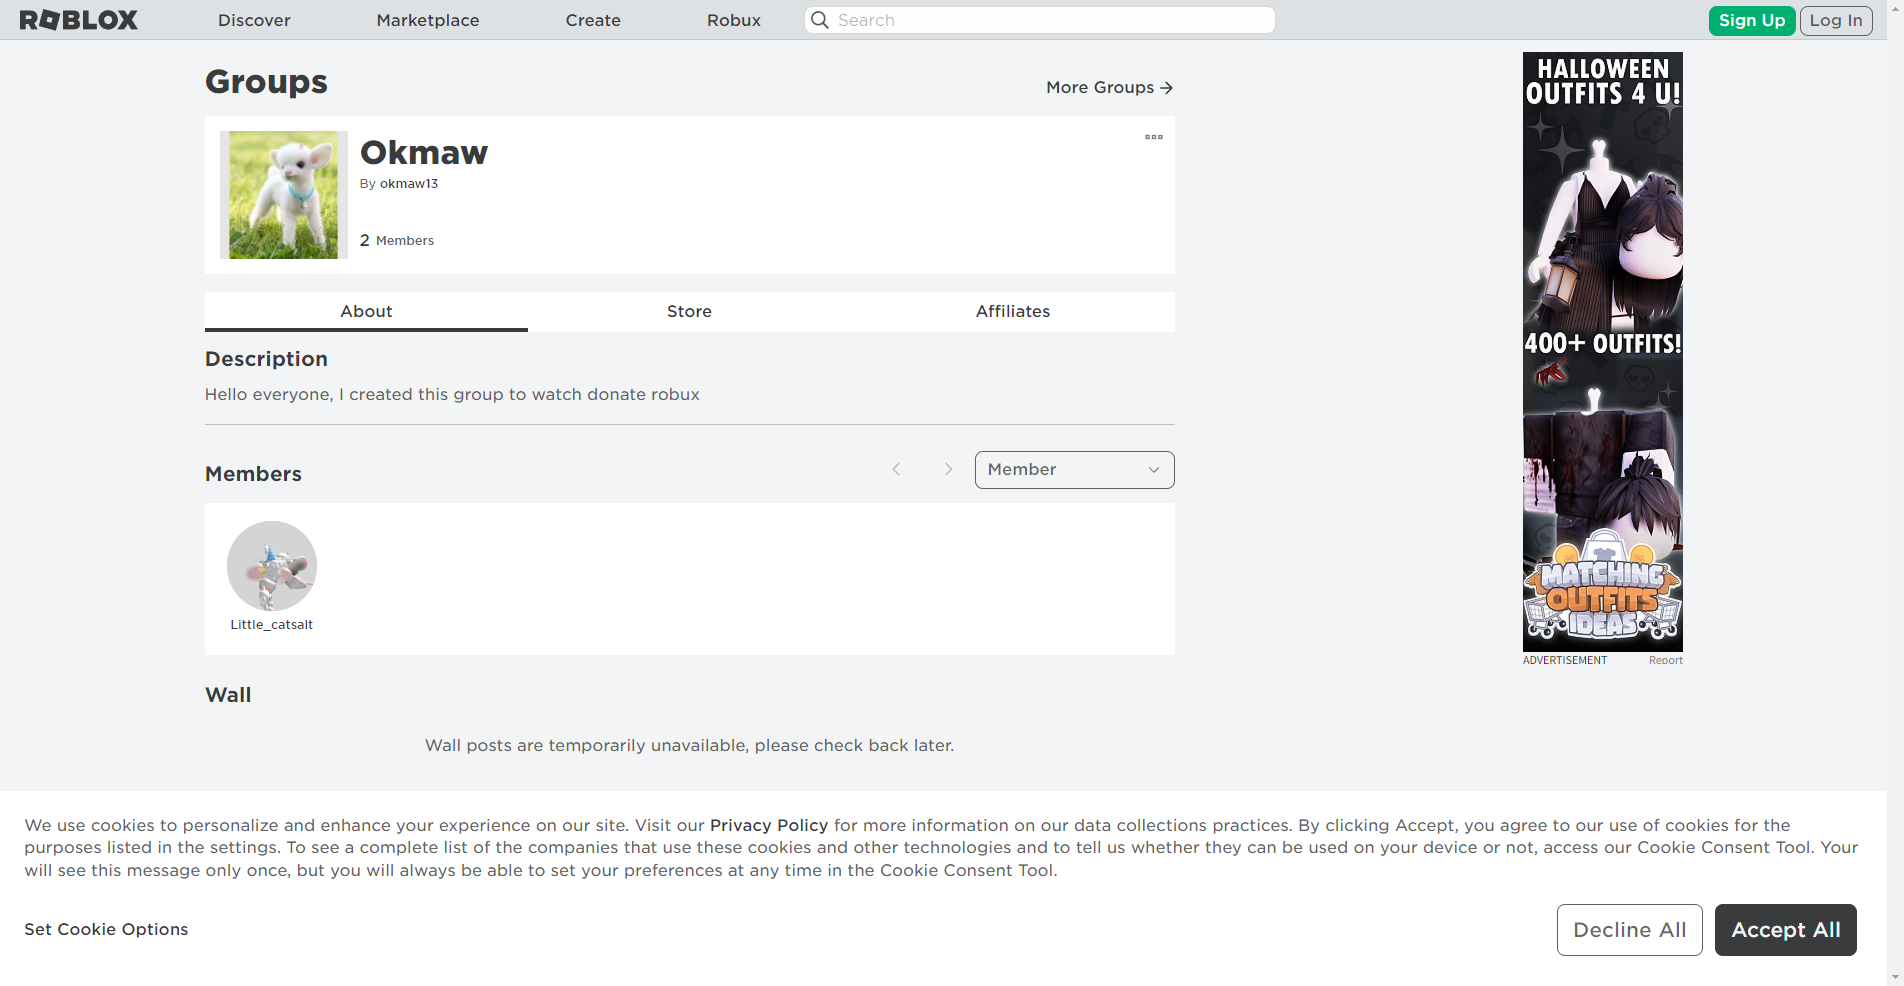 ROBLOX
Discover
Marketplace
Create
Robux
Search
Sign Up
Log In
Groups
More Groups
Okmaw
By okmaw13
2 Members
About
Store
Affiliates
Description
Hello everyone, I created this group to watch donate robux
Members
Member
Little_catsalt
Wall
Wall posts are temporarily unavailable, please check back later.
HALLOWEEN
OUTFITS 4 U!
400+ OUTFITS!
MATCHING
OUTFITS
IDEAS
ADVERTISEMENT
Report
We use cookies to personalize and enhance your experience on our site. Visit our Privacy Policy for more information on our data collections practices. By clicking Accept, you agree to our use of cookies for the
purposes listed in the settings. To see a complete list of the companies that use these cookies and other technologies and to tell us whether they can be used on your device or not, access our Cookie Consent Tool. Your
will see this message only once, but you will always be able to set your preferences at any time in the Cookie Consent Tool.
Set Cookie Options
Decline All
Accept All